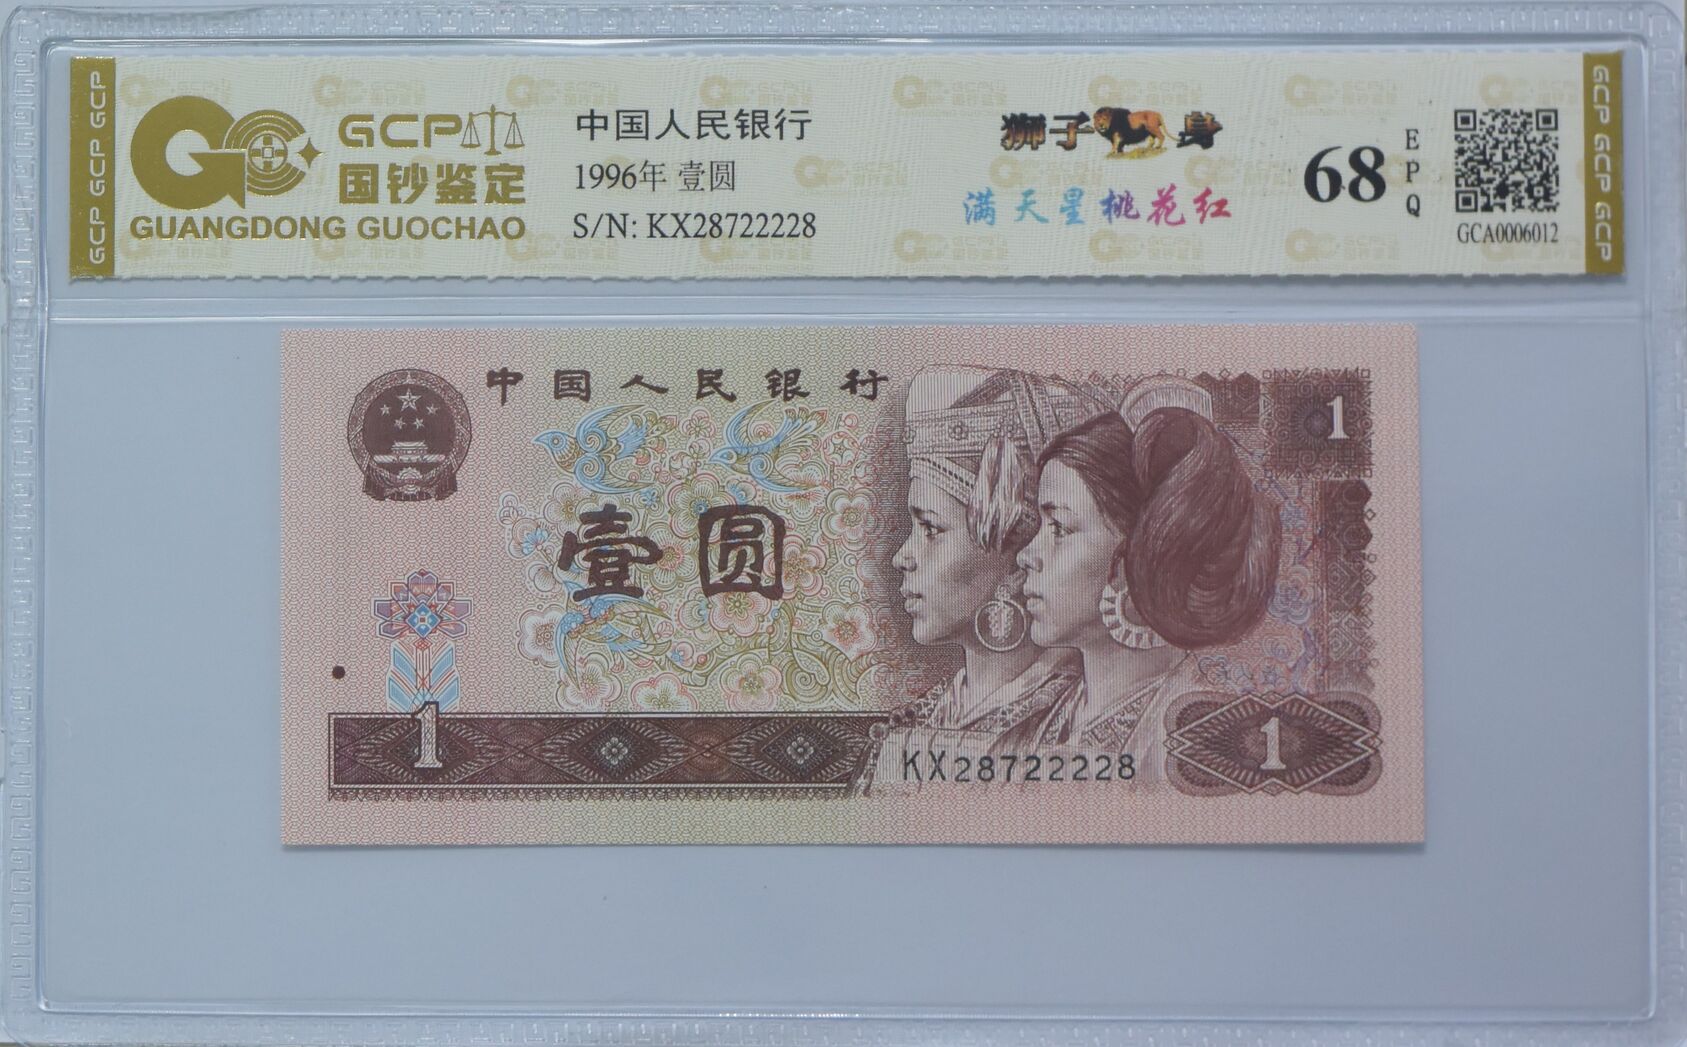 GCP GCP GCP
GCP
国钞鉴定
GUANGDONG GUOCHAO
中国人民银行
1996年 壹圆
S/N: KX28722228
狮子身
满天星桃花红
68
E
P
Q
GCA0006012
GCP GCP GCP
中国人民银行
1
壹圆
1
1
KX28722228